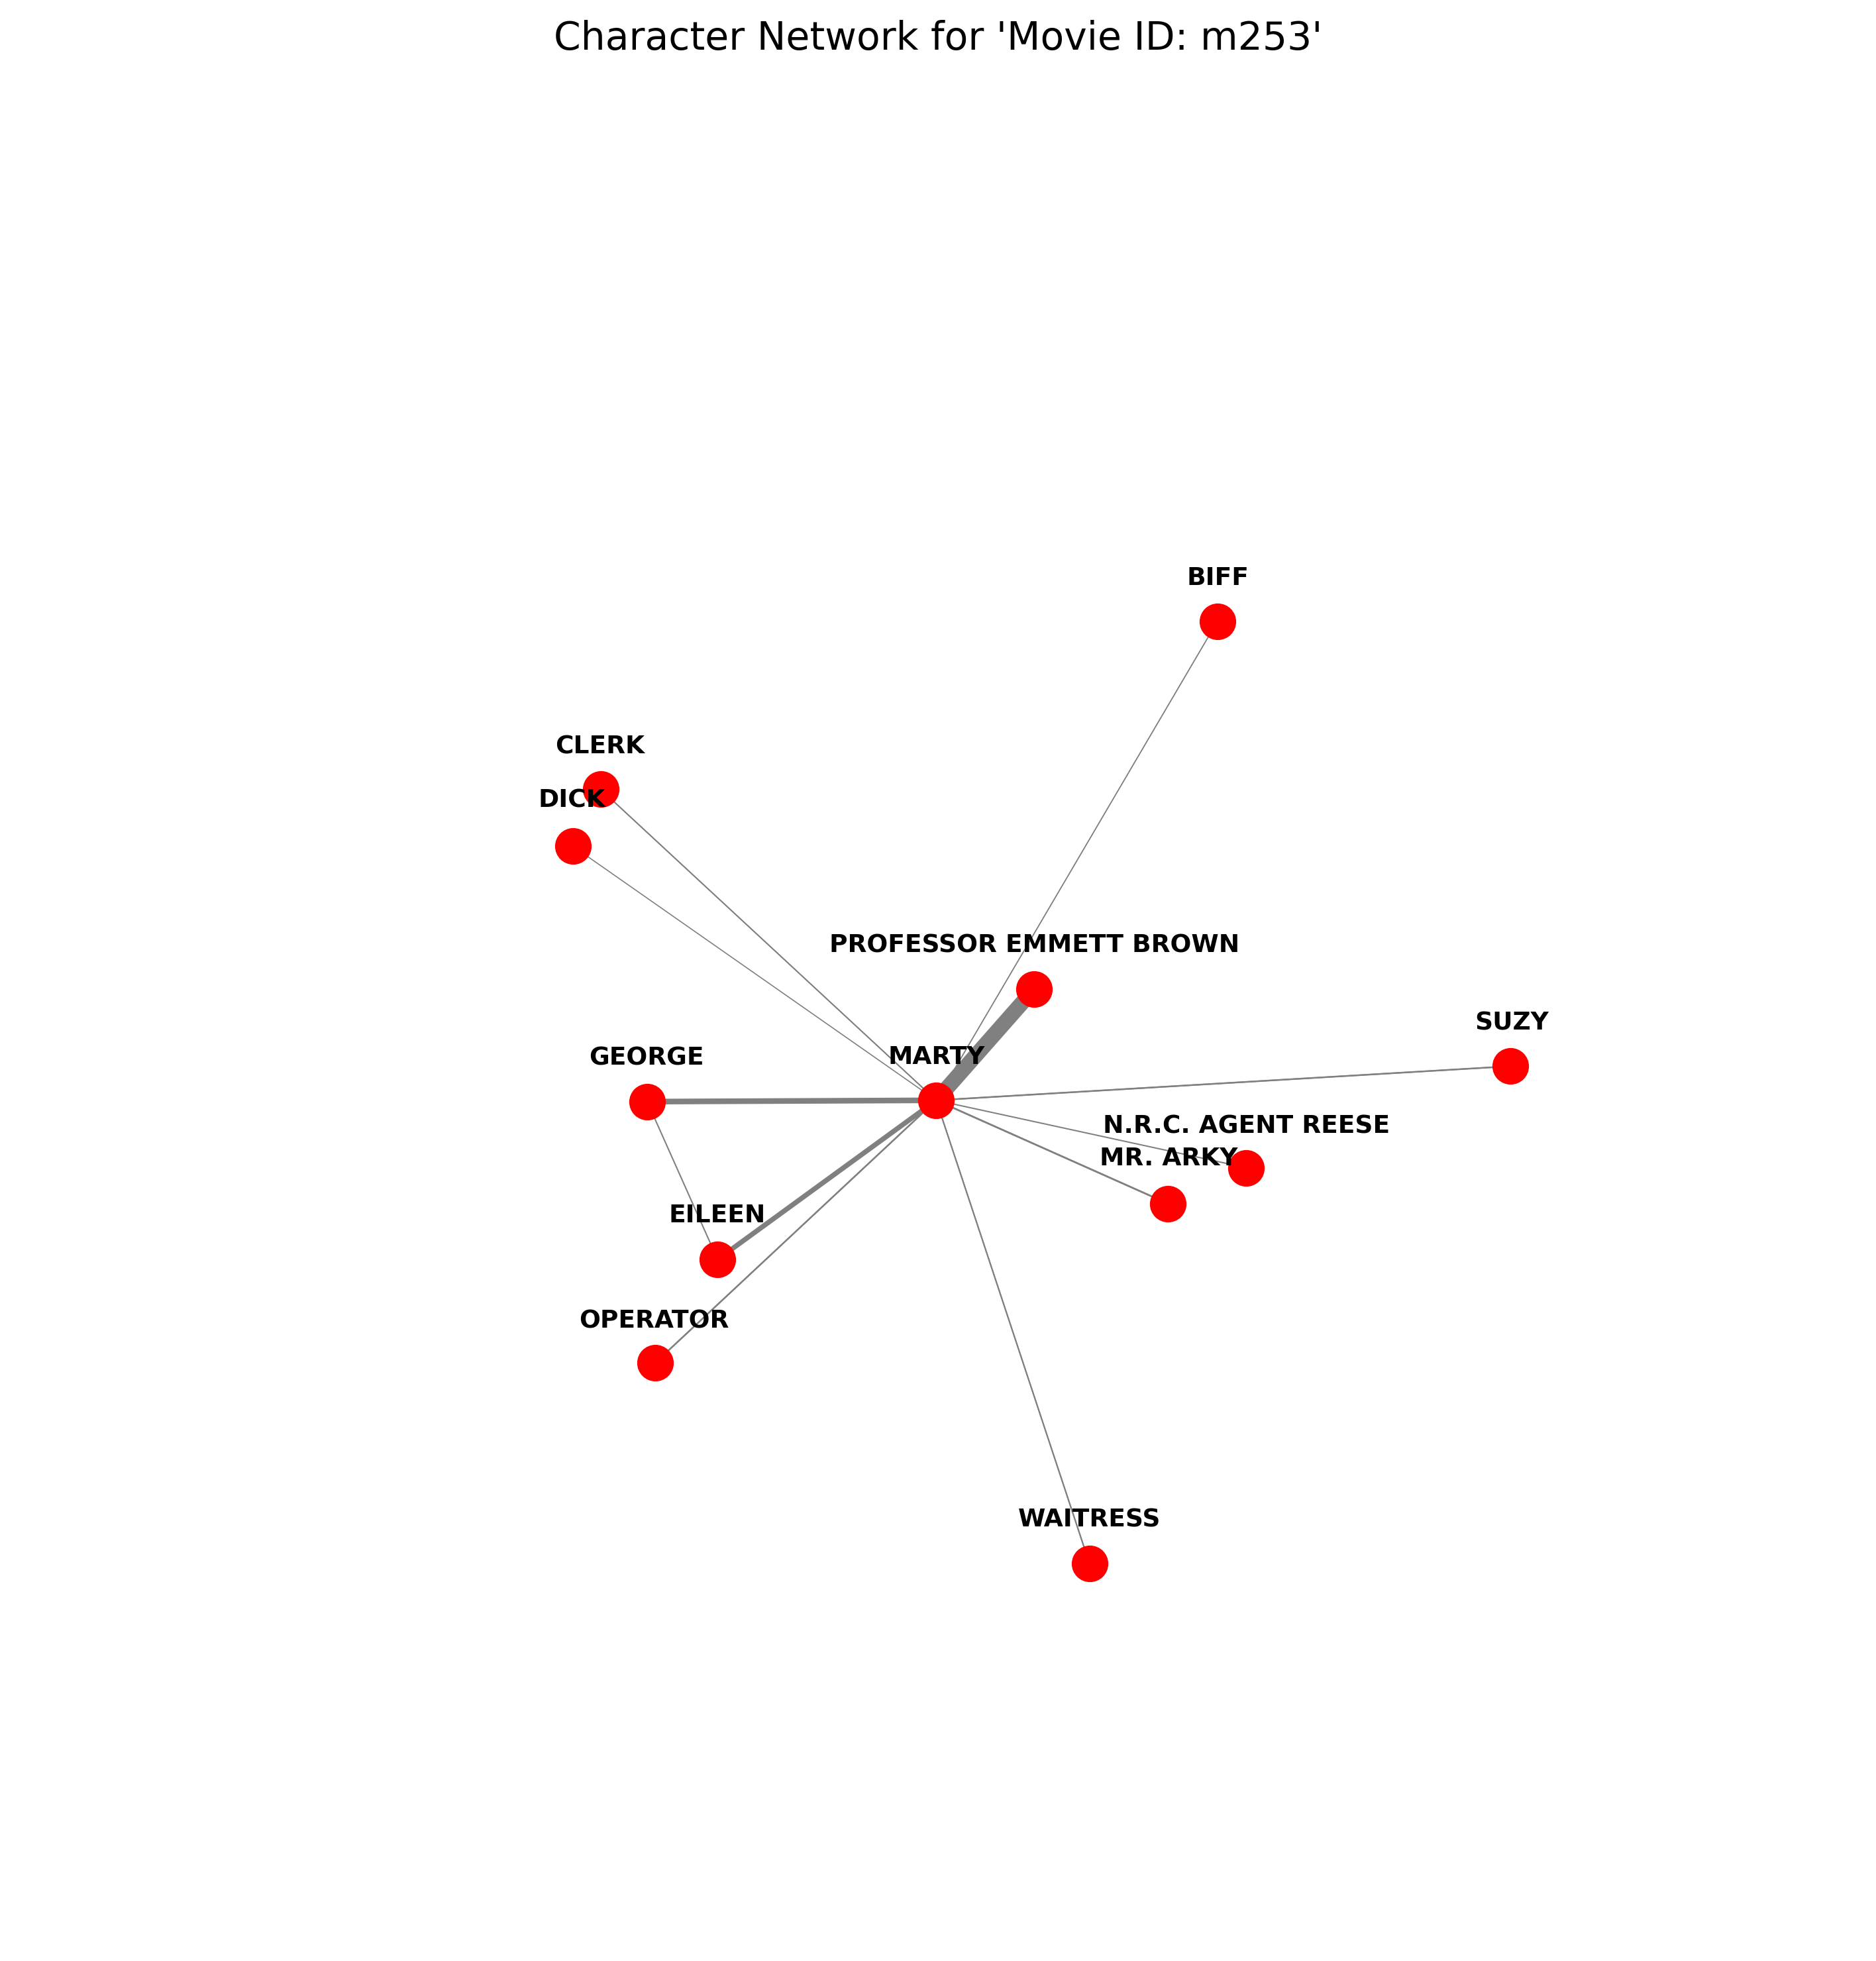 Character Network for 'Movie ID: m253'
BIFF
CLERK
DICK
PROFESSOR EMMETT BROWN
SUZY
GEORGE
MARTY
N.R.C. AGENT REESE
MR. ARKY
EILEEN
OPERATOR
WAITRESS